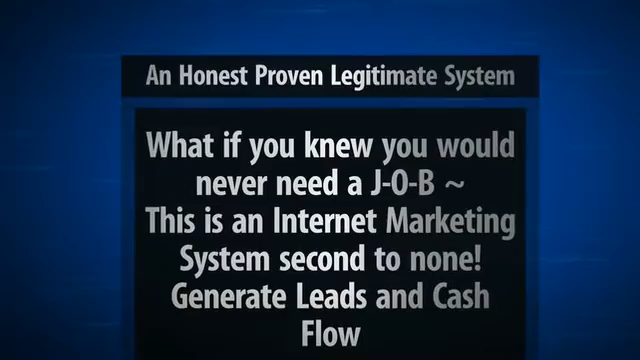 An Honest Proven Legitimate System
What if you knew you would
never need a J-O-B ~
This is an Internet Marketing
System second to none!
Generate Leads and Cash
Flow